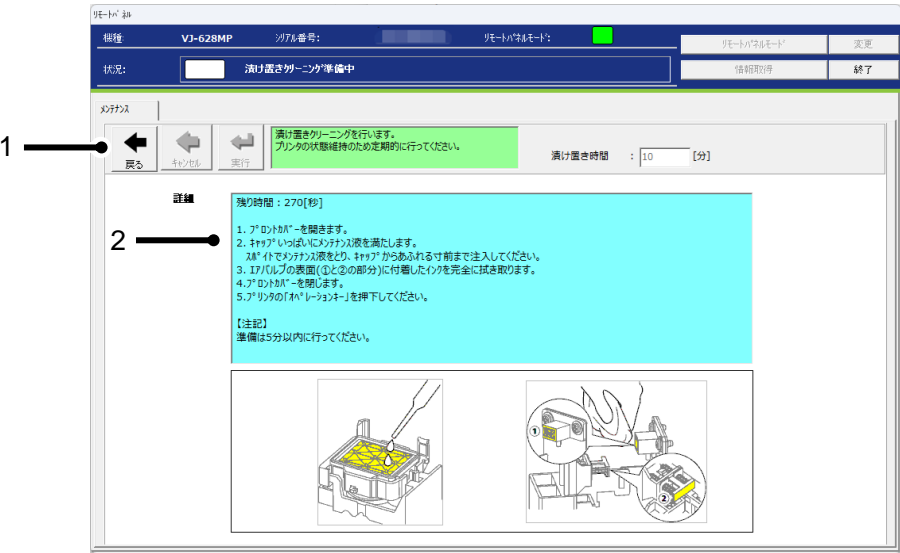 ﾘﾓｰﾄﾊﾟﾈﾙ
機種: VJ-628MP ｼﾘｱﾙ番号: ﾘﾓｰﾄﾊﾟﾈﾙﾓｰﾄﾞ:
ﾘﾓｰﾄﾊﾟﾈﾙﾓｰﾄﾞ 変更
状況: 漬け置きｸﾘｰﾆﾝｸﾞ準備中
情報取得 終了
ﾒﾝﾃﾅﾝｽ
1
戻る ｷｬﾝｾﾙ 実行
漬け置きｸﾘｰﾆﾝｸﾞを行います。
ﾌﾟﾘﾝﾀの状態維持のため定期的に行ってください。
漬け置き時間 : 10 [分]
詳細
2
残り時間：270[秒]
1. ﾌﾟﾛﾝﾄｶﾊﾞｰを開きます。
2. ｷｬｯﾌﾟいっぱいにﾒﾝﾃﾅﾝｽ液を満たします。
ｽﾎﾟｲﾄでﾒﾝﾃﾅﾝｽ液をとり、ｷｬｯﾌﾟからあふれる寸前まで注入してください。
3. ｴｱﾊﾞﾙﾌﾞの表面(①と②の部分)に付着したｲﾝｸを完全に拭き取ります。
4.ﾌﾟﾛﾝﾄｶﾊﾞｰを閉じます。
5.ﾌﾟﾘﾝﾀの「ｵﾍﾟﾚｰｼｮﾝｷｰ」を押下してください。
【注記】
準備は5分以内に行ってください。
①
②